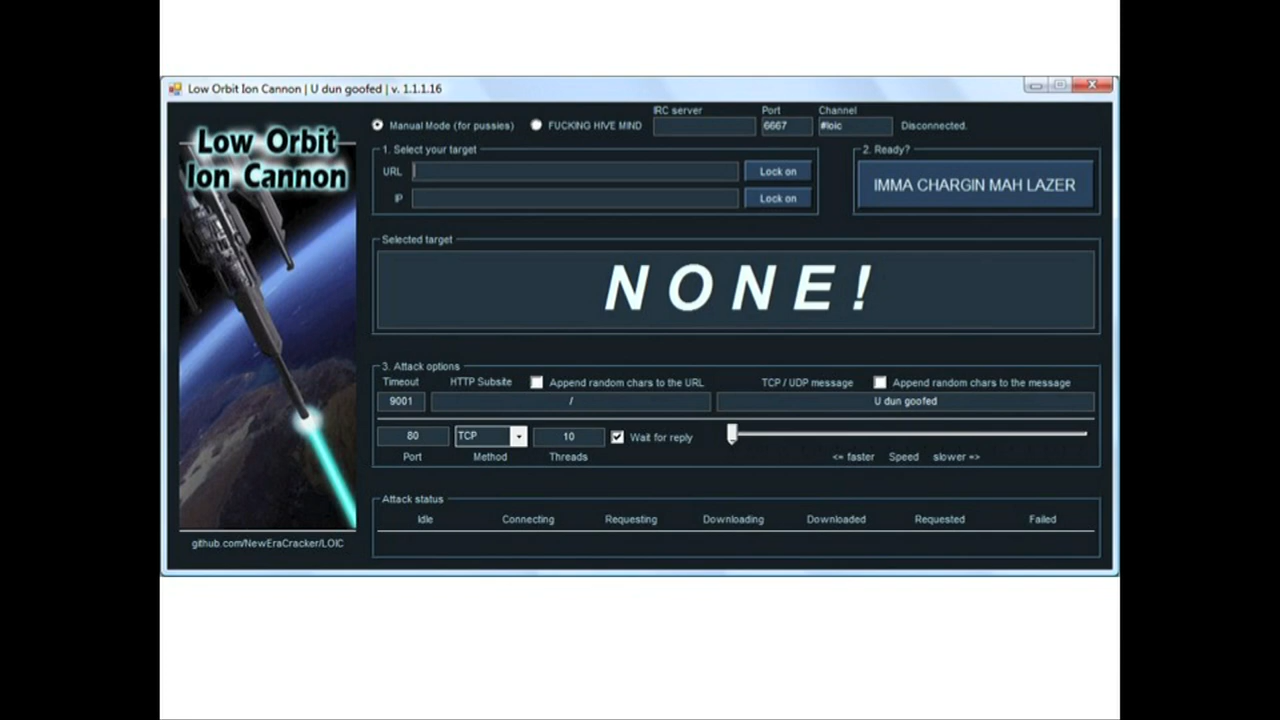 Low Orbit Ion Cannon | U dun goofed | v. 1.1.1.16
Low Orbit
Ion Cannon
github.com/NewEraCracker/LOIC
IRC server Port Channel
Manual Mode (for pussies) FUCKING HIVE MIND 6667 #loic Disconnected.
1. Select your target
URL Lock on
IP Lock on
2. Ready?
IMMA CHARGIN MAH LAZER
Selected target
NONE!
3. Attack options
Timeout HTTP Subsite Append random chars to the URL TCP / UDP message Append random chars to the message
9001 / U dun goofed
80 TCP 10 Wait for reply
Port Method Threads <= faster Speed slower =>
Attack status
Idle Connecting Requesting Downloading Downloaded Requested Failed